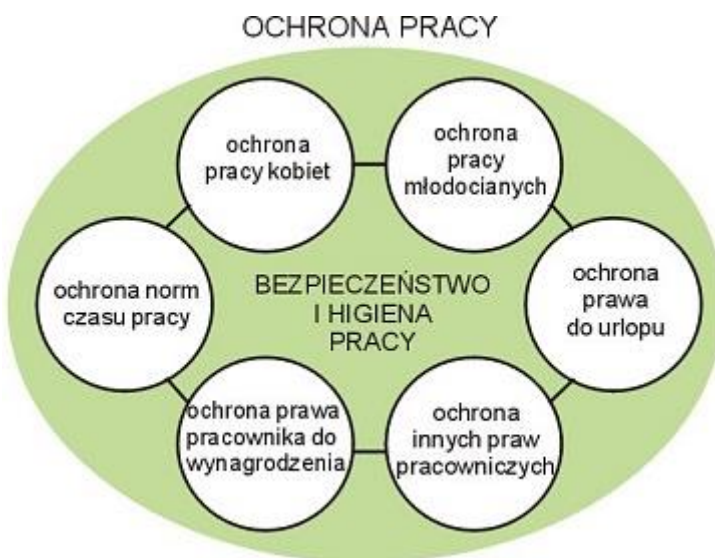 OCHRONA PRACY
ochrona
pracy kobiet
ochrona
pracy
młodocianych
ochrona norm
czasu pracy
BEZPIECZEŃSTWO
I HIGIENA
PRACY
ochrona
prawa
do urlopu
ochrona prawa
pracownika do
wynagrodzenia
ochrona
innych praw
pracowniczych